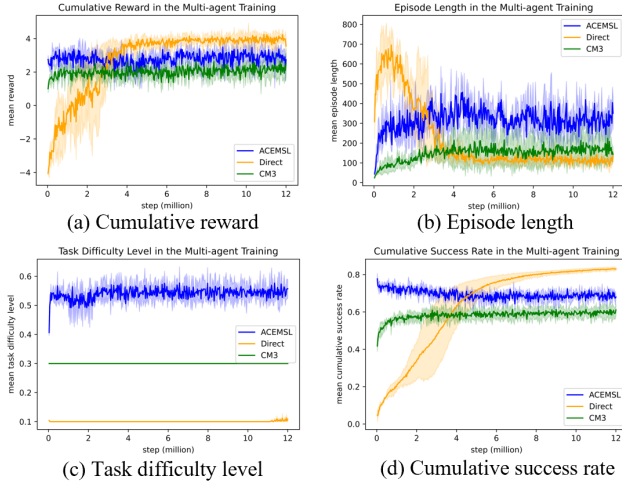 Cumulative Reward in the Multi-agent Training
mean reward
4
3
2
1
0
−1
−2
−3
−4
ACEMSL
Direct
CM3
0 2 4 6 8 10 12
step (million)
(a) Cumulative reward
Episode Length in the Multi-agent Training
mean episode length
800
700
600
500
400
300
200
100
ACEMSL
Direct
CM3
0 2 4 6 8 10 12
step (million)
(b) Episode length
Task Difficulty Level in the Multi-agent Training
mean task difficulty level
0.6
0.5
0.4
0.3
0.2
0.1
ACEMSL
Direct
CM3
0 2 4 6 8 10 12
step (million)
(c) Task difficulty level
Cumulative Success Rate in the Multi-agent Training
mean cumulative success rate
0.8
0.6
0.4
0.2
0.0
ACEMSL
Direct
CM3
0 2 4 6 8 10 12
step (million)
(d) Cumulative success rate